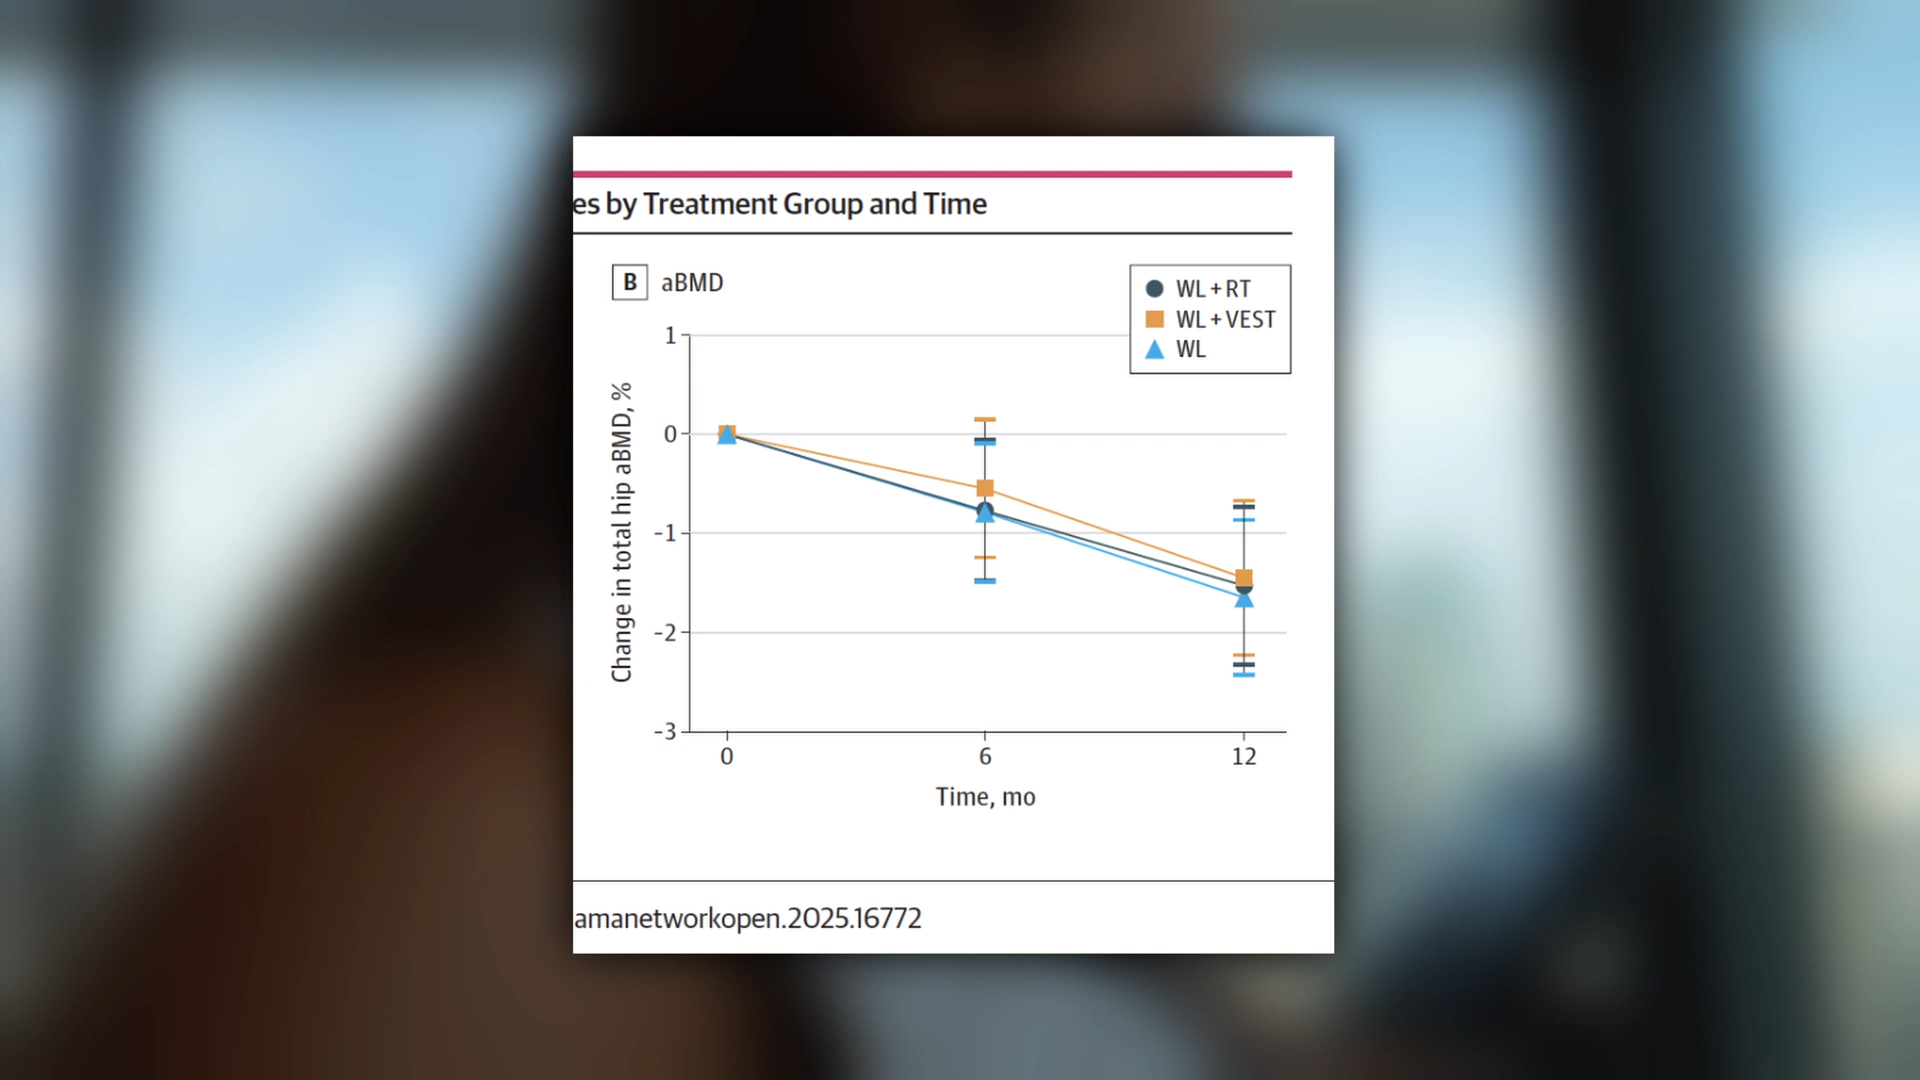 es by Treatment Group and Time
B aBMD
WL + RT
WL + VEST
WL
Change in total hip aBMD, %
1
0
-1
-2
-3
0 6 12
Time, mo
amanetworkopen.2025.16772